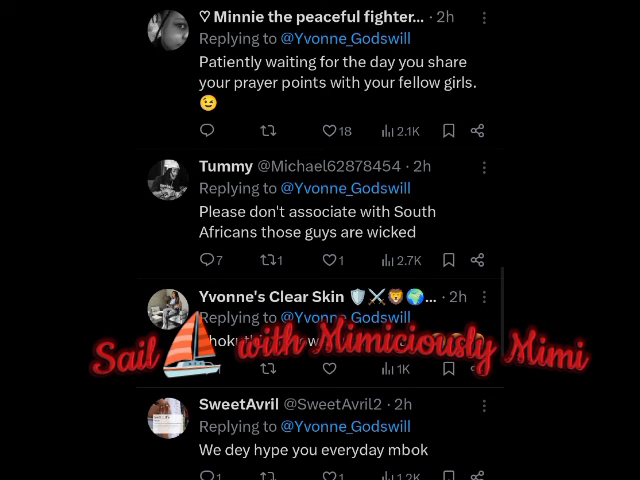 ♡ Minnie the peaceful fighter... · 2h
Replying to @Yvonne_Godswill
Patiently waiting for the day you share
your prayer points with your fellow girls.
😉
18 2.1K
Tummy @Michael62878454 · 2h
Replying to @Yvonne_Godswill
Please don't associate with South
Africans those guys are wicked
7 1 1 2.7K
Yvonne's Clear Skin 🛡️⚔️🦁🌍... · 2h
Replying to @Yvonne_Godswill
Sail with Mimiciously Mimi
1K
SweetAvril @SweetAvril2 · 2h
Replying to @Yvonne_Godswill
We dey hype you everyday mbok
1 1 1.2K